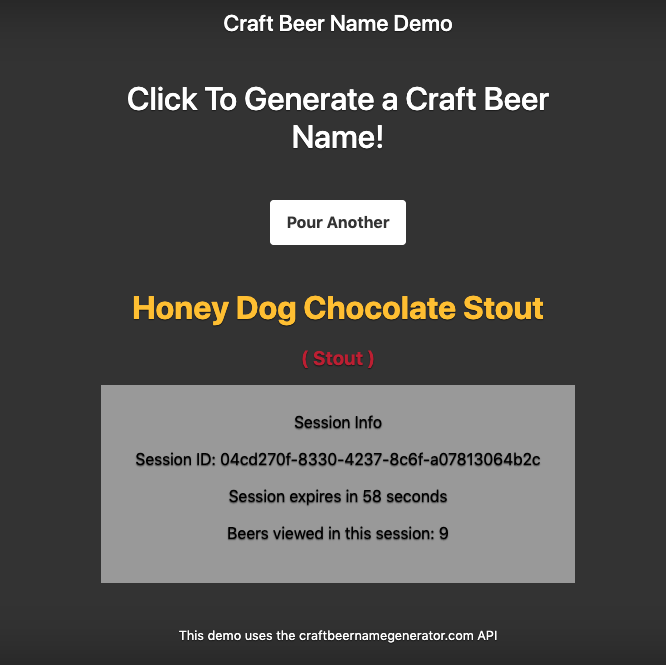 Craft Beer Name Demo
Click To Generate a Craft Beer
Name!
Pour Another
Honey Dog Chocolate Stout
( Stout )
Session Info
Session ID: 04cd270f-8330-4237-8c6f-a07813064b2c
Session expires in 58 seconds
Beers viewed in this session: 9
This demo uses the craftbeernamegenerator.com API